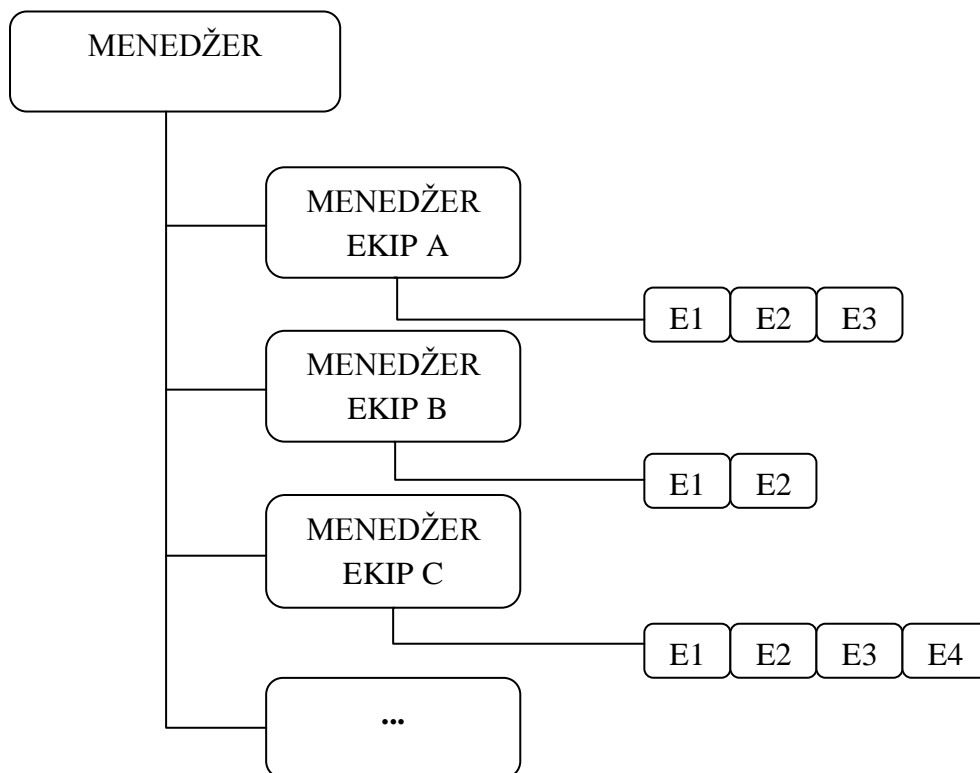 MENEDŽER
MENEDŽER
EKIP A
E1 E2 E3
MENEDŽER
EKIP B
E1 E2
MENEDŽER
EKIP C
E1 E2 E3 E4
...